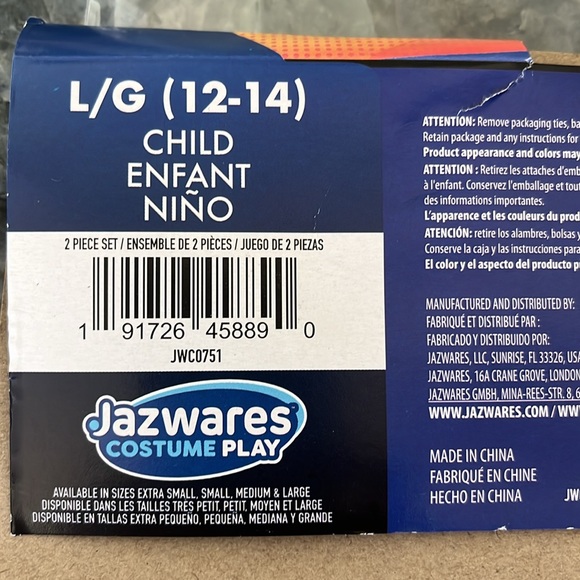 L/G (12-14)
CHILD
ENFANT
NIÑO
2 PIECE SET / ENSEMBLE DE 2 PIÈCES / JUEGO DE 2 PIEZAS
1 91726 45889 0
JWC0751
Jazwares
COSTUME PLAY
AVAILABLE IN SIZES EXTRA SMALL, SMALL, MEDIUM & LARGE
DISPONIBLE DANS LES TAILLES TRÈS PETIT, PETIT, MOYEN ET LARGE
DISPONIBLE EN TALLAS EXTRA PEQUEÑO, PEQUEÑA, MEDIANA Y GRANDE
ATTENTION: Remove packaging ties,
Retain package and any instructions for
Product appearance and colors may
ATTENTION : Retirez les attaches
à l'enfant. Conservez l'emballage et
des informations importantes.
L'apparence et les couleurs du
ATENCIÓN: retire los alambres, bolsas y
Conserve la caja y las instrucciones
El color y el aspecto del producto
MANUFACTURED AND DISTRIBUTED BY:
FABRIQUÉ ET DISTRIBUÉ PAR :
FABRICADO Y DISTRIBUIDO POR:
JAZWARES, LLC, SUNRISE, FL 33326, USA
JAZWARES, 16A CRANE GROVE, LONDON
JAZWARES GMBH, MINA-REES-STR. 8,
WWW.JAZWARES.COM /
MADE IN CHINA
FABRIQUÉ EN CHINE
HECHO EN CHINA